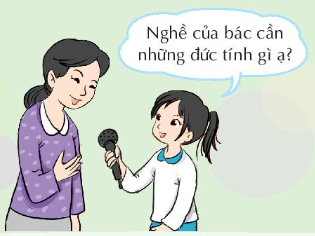 Nghề của bác cần
những đức tính gì ạ?